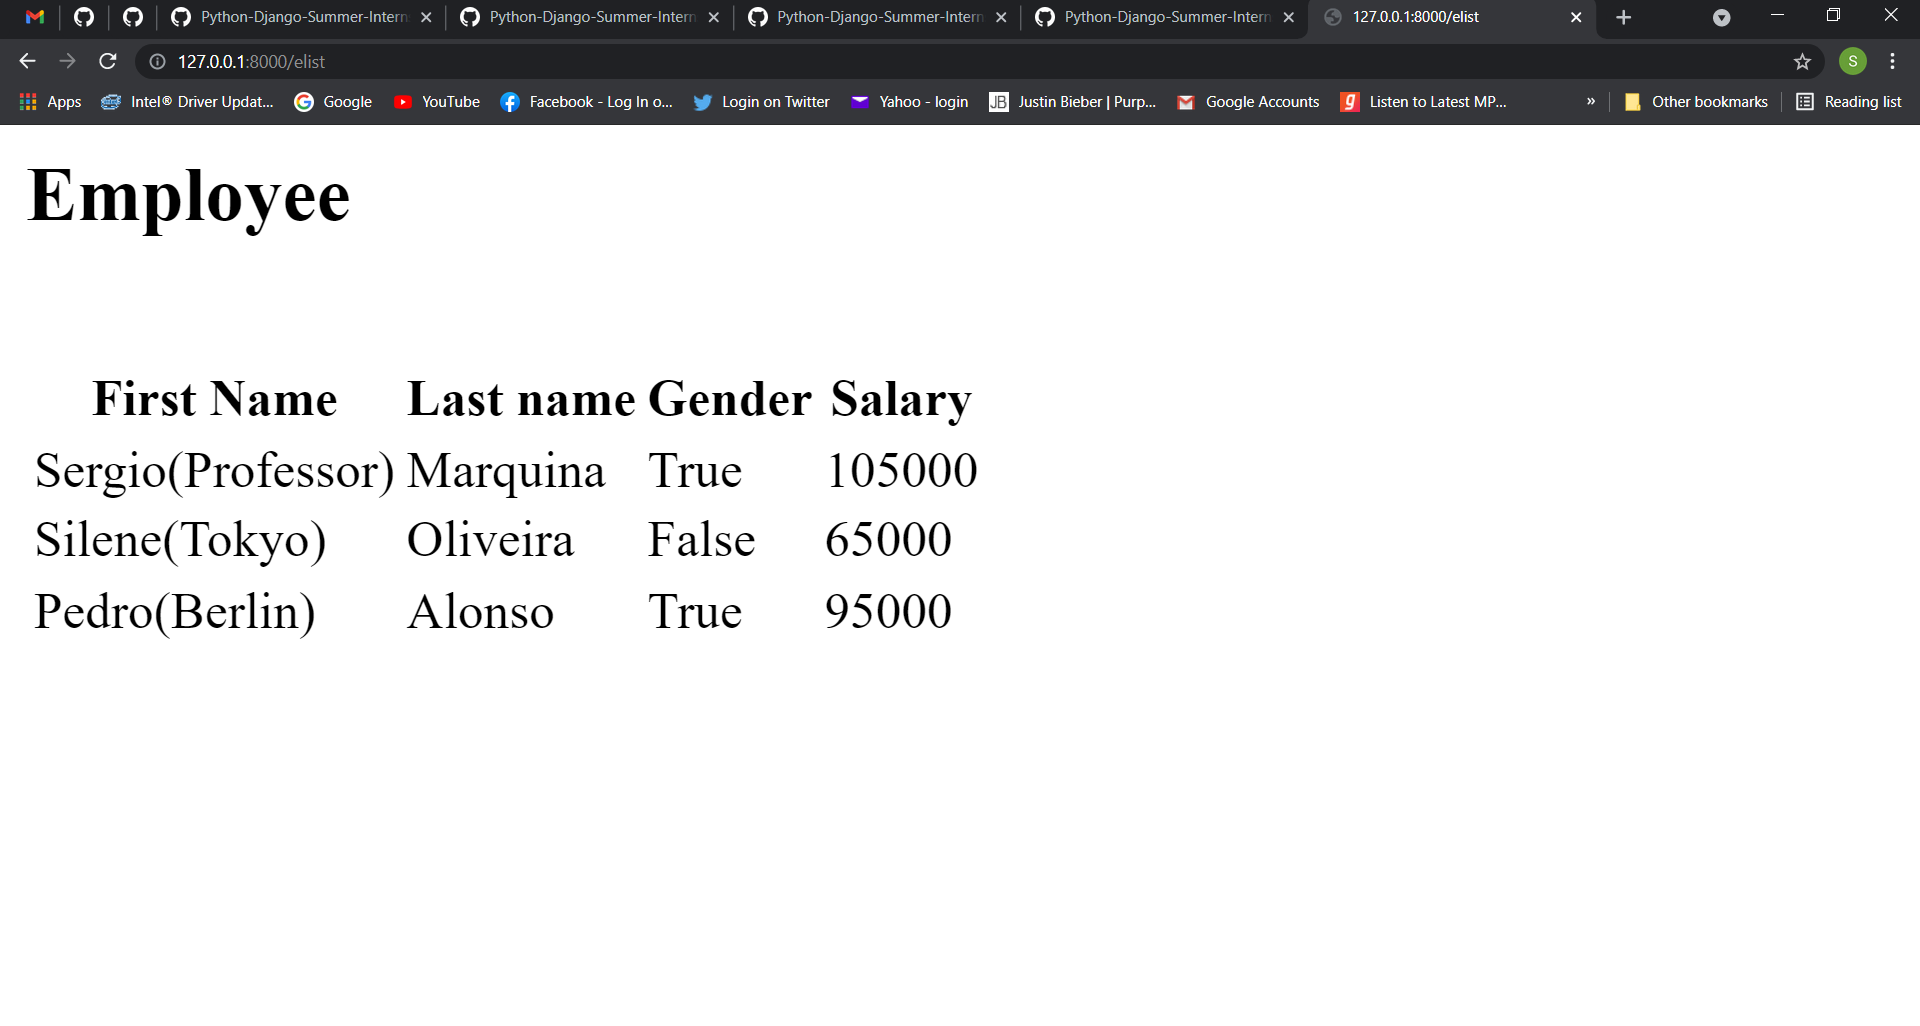 Python-Django-Summer-Intern Python-Django-Summer-Intern Python-Django-Summer-Intern Python-Django-Summer-Intern 127.0.0.1:8000/elist
127.0.0.1:8000/elist S
Apps Intel® Driver Updat... Google YouTube Facebook - Log In o... Login on Twitter Yahoo - login JB Justin Bieber | Purp... Google Accounts g Listen to Latest MP... » Other bookmarks Reading list
Employee
First Name Last name Gender Salary
Sergio(Professor) Marquina True 105000
Silene(Tokyo) Oliveira False 65000
Pedro(Berlin) Alonso True 95000